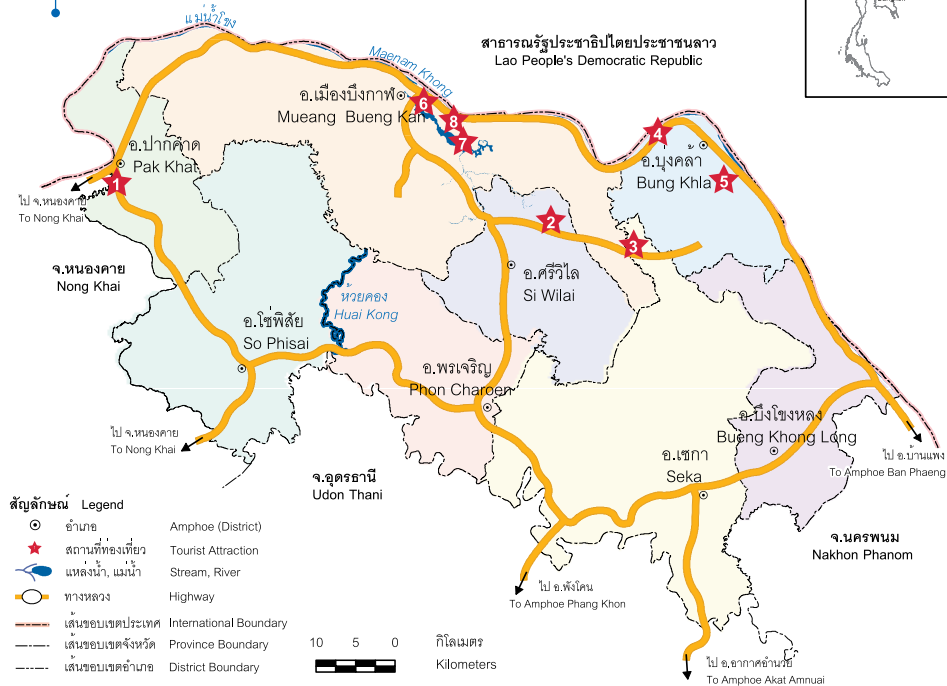 แม่น้ำโขง
Maenam Khong
สาธารณรัฐประชาธิปไตยประชาชนลาว
Lao People's Democratic Republic
อ.เมืองบึงกาฬ
Mueang Bueng Kan
6
8
7
4
อ.บุ่งคล้า
Bung Khla
5
อ.ปากคาด
Pak Khat
1
ไป จ.หนองคาย
To Nong Khai
2
3
จ.หนองคาย
Nong Khai
อ.ศรีวิไล
Si Wilai
ห้วยคอง
Huai Kong
อ.โซ่พิสัย
So Phisai
อ.พรเจริญ
Phon Charoen
อ.บึงโขงหลง
Bueng Khong Long
ไป จ.หนองคาย
To Nong Khai
อ.เซกา
Seka
ไป อ.บ้านแพง
To Amphoe Ban Phaeng
จ.อุดรธานี
Udon Thani
จ.นครพนม
Nakhon Phanom
ไป อ.พังโคน
To Amphoe Phang Khon
ไป อ.อากาศอำนวย
To Amphoe Akat Amnuai
สัญลักษณ์ Legend
อำเภอ Amphoe (District)
สถานที่ท่องเที่ยว Tourist Attraction
แหล่งน้ำ, แม่น้ำ Stream, River
ทางหลวง Highway
เส้นขอบเขตประเทศ International Boundary
เส้นขอบเขตจังหวัด Province Boundary
เส้นขอบเขตอำเภอ District Boundary
10 5 0 กิโลเมตร
Kilometers